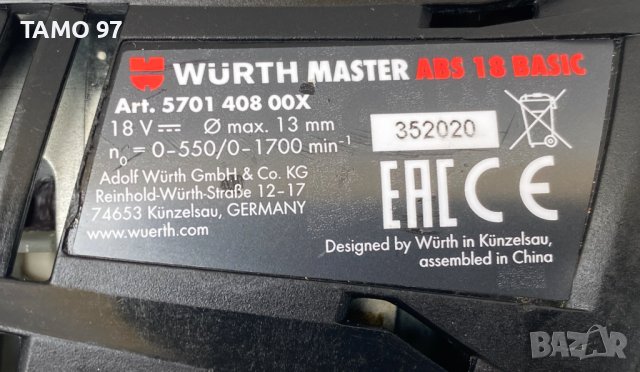 TAMO 97
WÜRTH MASTER ABS 18 BASIC
Art. 5701 408 00X
18 V Ø max. 13 mm
n₀ = 0–550/0–1700 min⁻¹
352020
Adolf Würth GmbH & Co. KG
Reinhold-Würth-Straße 12–17
74653 Künzelsau, GERMANY
www.wuerth.com
EAC CE
Designed by Würth in Künzelsau,
assembled in China
BAZAR